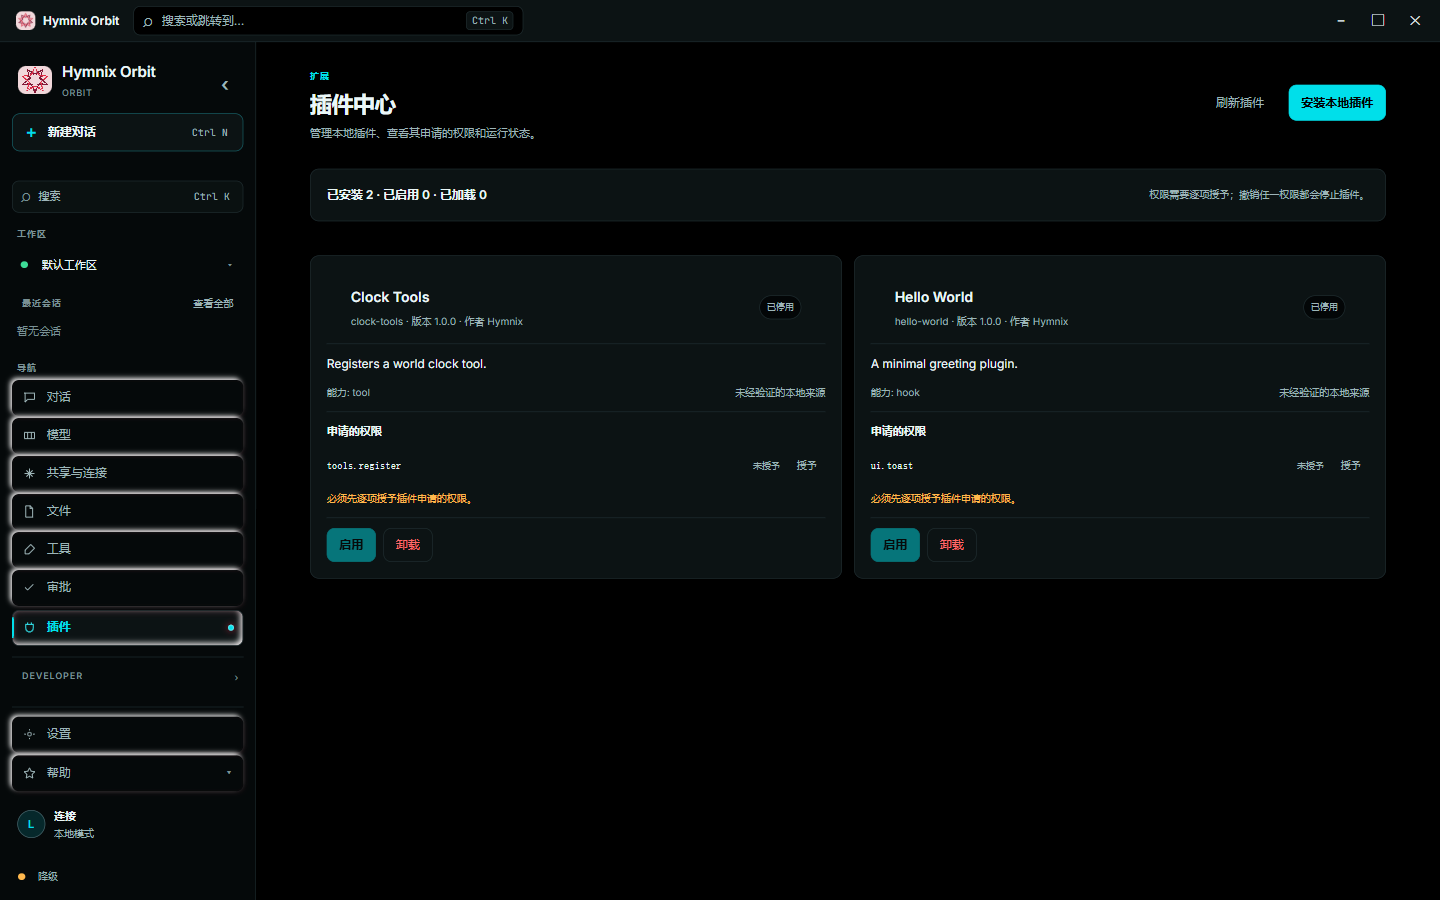 Hymnix Orbit
搜索或跳转到...
Ctrl K
Hymnix Orbit
ORBIT
新建对话
Ctrl N
搜索
Ctrl K
工作区
默认工作区
最近会话
查看全部
暂无会话
导航
对话
模型
共享与连接
文件
工具
审批
插件
DEVELOPER
设置
帮助
L
连接
本地模式
降级
扩展
插件中心
管理本地插件、查看其申请的权限和运行状态。
刷新插件
安装本地插件
已安装 2 · 已启用 0 · 已加载 0
权限需要逐项授予；撤销任一权限都会停止插件。
Clock Tools
clock-tools · 版本 1.0.0 · 作者 Hymnix
已停用
Registers a world clock tool.
能力: tool
未经验证的本地来源
申请的权限
tools.register
未授予
授予
必须先逐项授予插件申请的权限。
启用
卸载
Hello World
hello-world · 版本 1.0.0 · 作者 Hymnix
已停用
A minimal greeting plugin.
能力: hook
未经验证的本地来源
申请的权限
ui.toast
未授予
授予
必须先逐项授予插件申请的权限。
启用
卸载